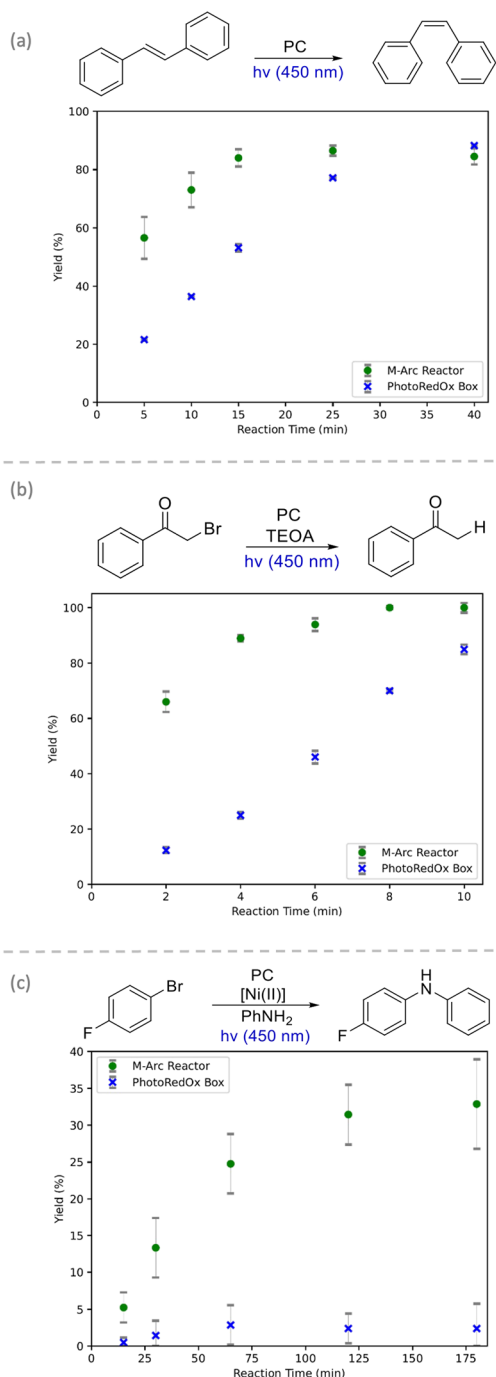 (a)
PC
hν (450 nm)
100
80
60
40
20
0
Yield (%)
M-Arc Reactor
PhotoRedOx Box
0 5 10 15 20 25 30 35 40
Reaction Time (min)
(b)
O
Br
PC
TEOA
hν (450 nm)
O
H
100
80
60
40
20
0
Yield (%)
M-Arc Reactor
PhotoRedOx Box
0 2 4 6 8 10
Reaction Time (min)
(c)
Br
F
PC
[Ni(II)]
PhNH2
hν (450 nm)
H
N
F
40
35
30
25
20
15
10
5
0
Yield (%)
M-Arc Reactor
PhotoRedOx Box
0 25 50 75 100 125 150 175
Reaction Time (min)